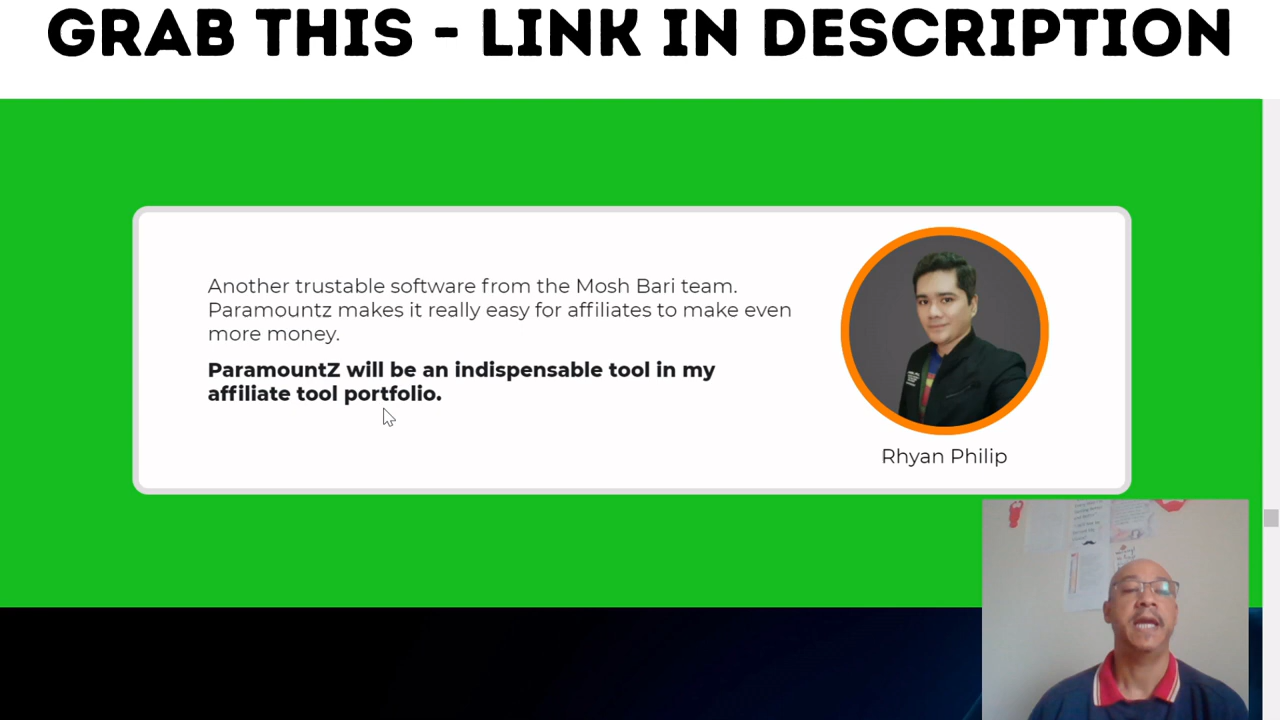 GRAB THIS - LINK IN DESCRIPTION
Another trustable software from the Mosh Bari team.
Paramountz makes it really easy for affiliates to make even
more money.
ParamountZ will be an indispensable tool in my
affiliate tool portfolio.
Rhyan Philip